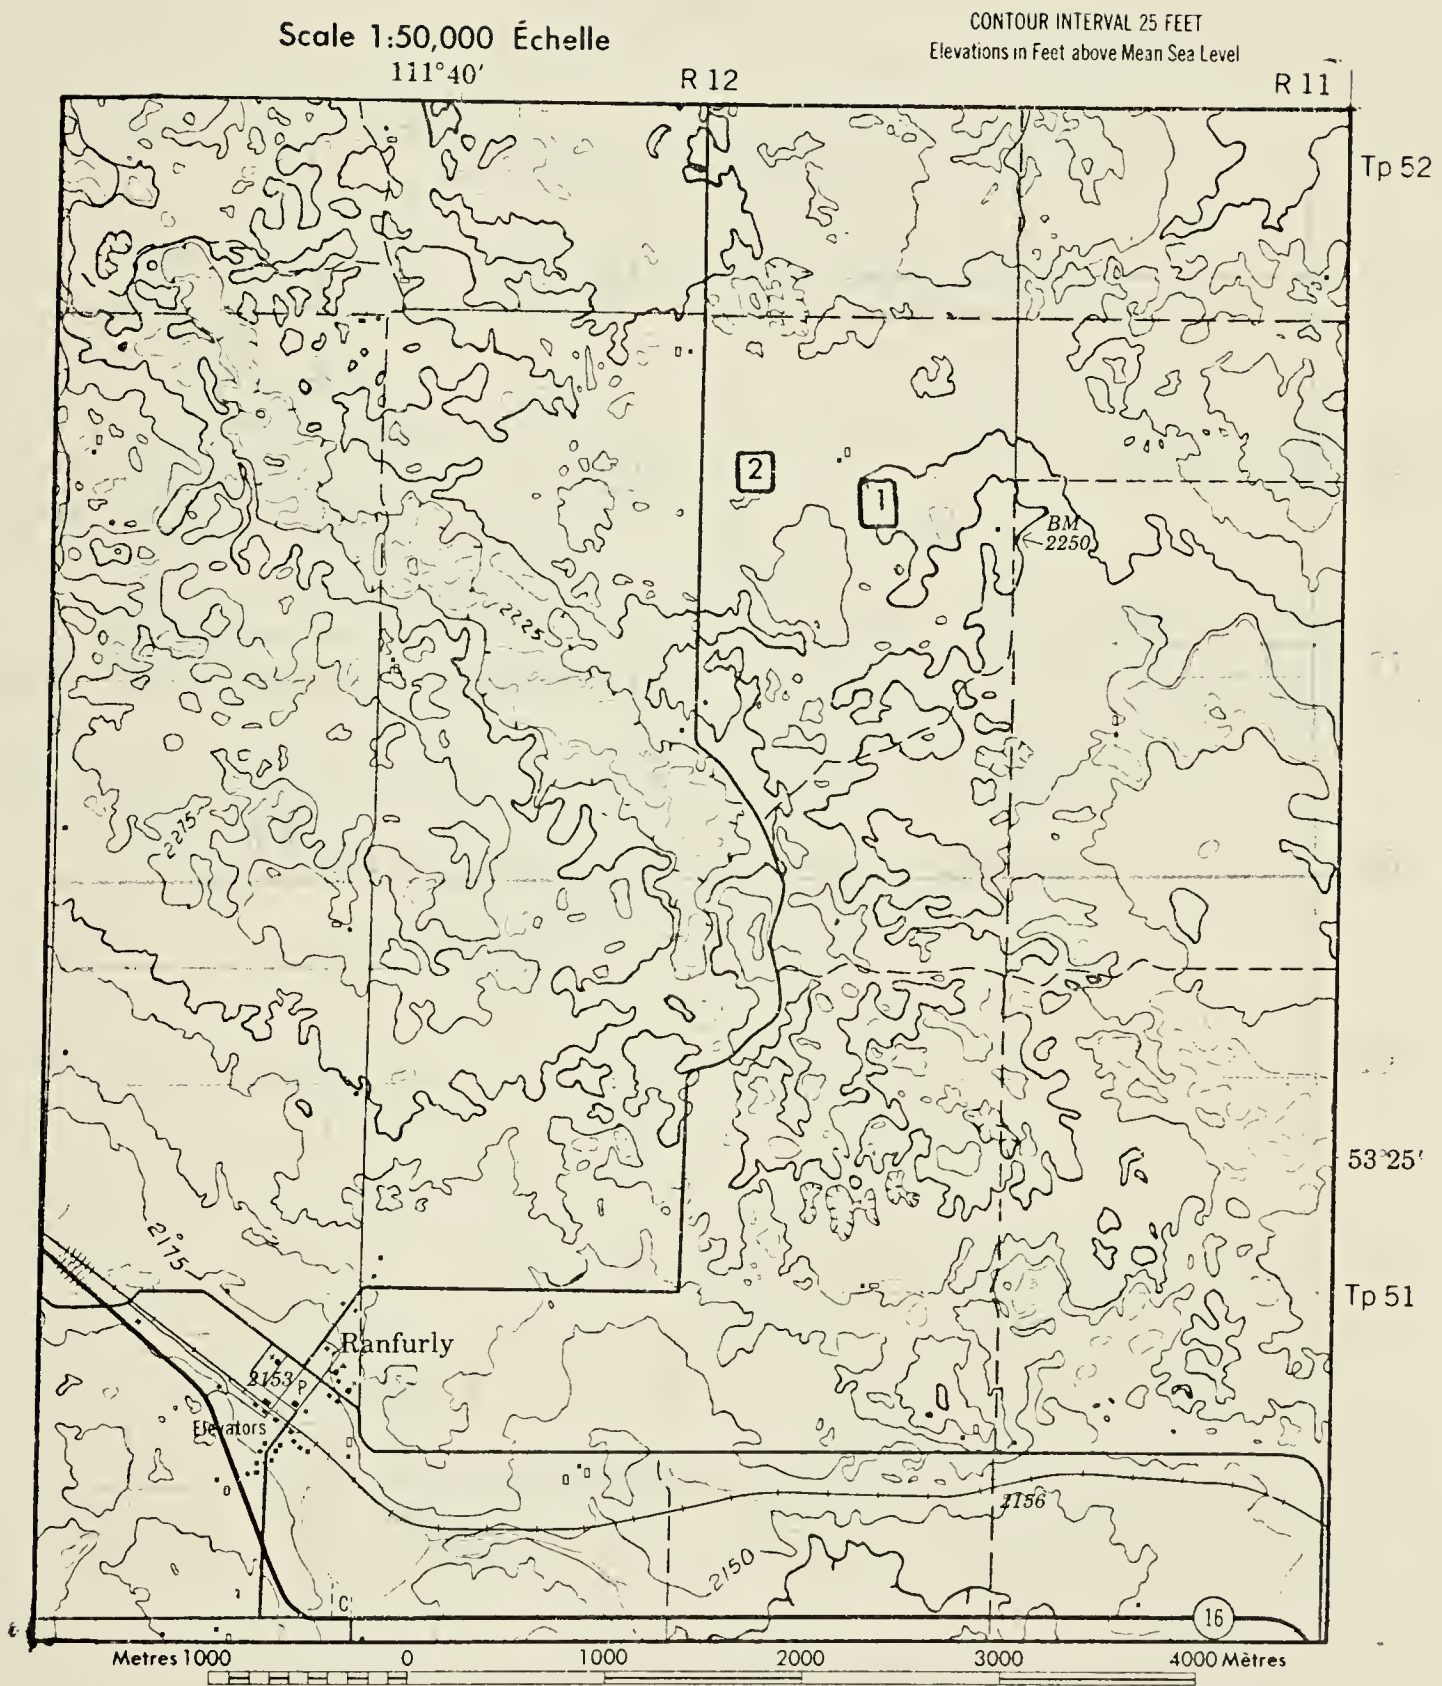 Scale 1:50,000 Échelle
CONTOUR INTERVAL 25 FEET
Elevations in Feet above Mean Sea Level
111°40′
R 12
R 11
Tp 52
2225
2
1
BM
2250
2225
2275
53°25′
2175
Tp 51
Ranfurly
2153
P
Elevators
2156
2150
C
16
Metres 1000 0 1000 2000 3000 4000 Mètres